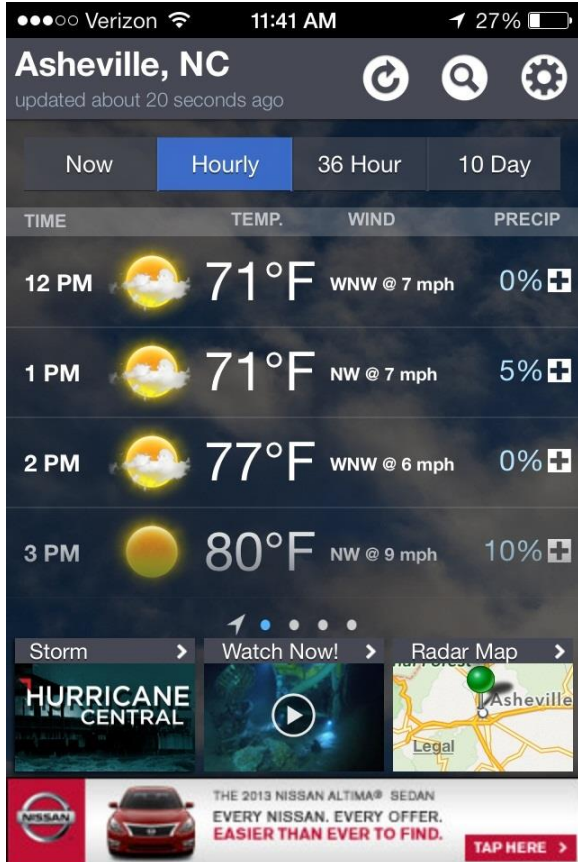 Verizon 11:41 AM 27%
Asheville, NC
updated about 20 seconds ago
Now Hourly 36 Hour 10 Day
TIME TEMP. WIND PRECIP
12 PM 71°F WNW @ 7 mph 0%
1 PM 71°F NW @ 7 mph 5%
2 PM 77°F WNW @ 6 mph 0%
3 PM 80°F NW @ 9 mph 10%
Storm Watch Now! Radar Map
HURRICANE
CENTRAL
Asheville
Legal
NISSAN
THE 2013 NISSAN ALTIMA® SEDAN
EVERY NISSAN. EVERY OFFER.
EASIER THAN EVER TO FIND.
TAP HERE >